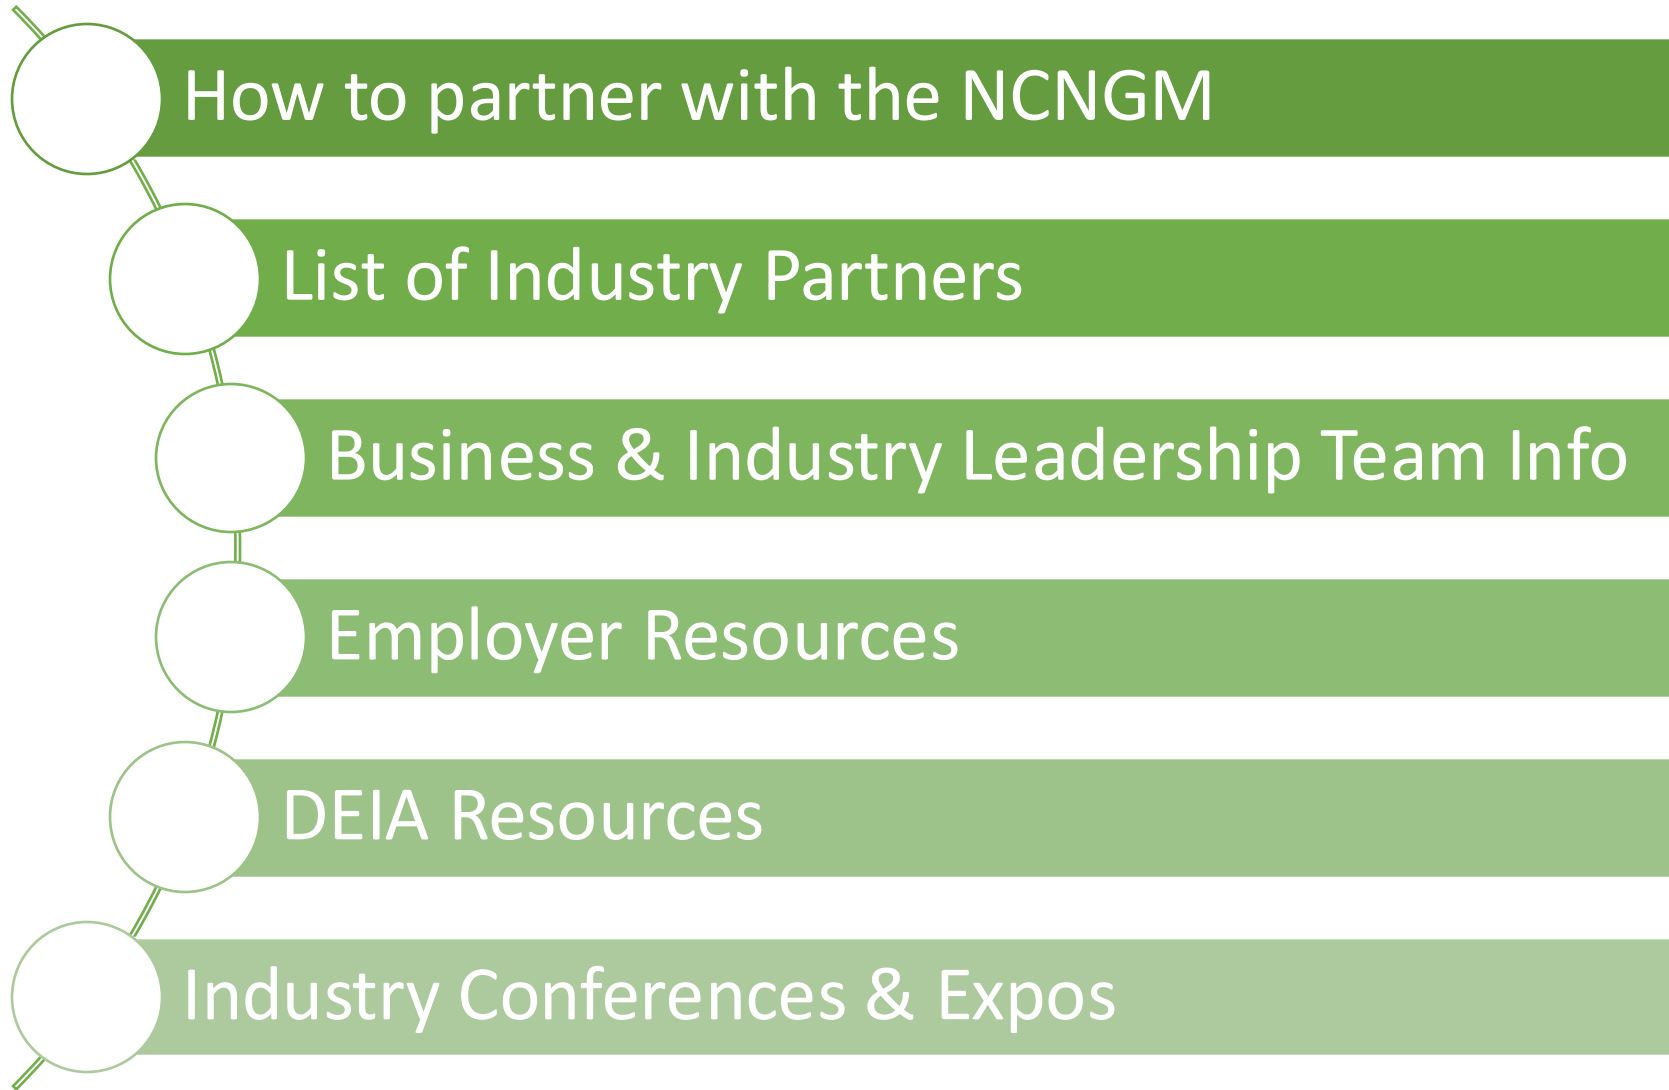 How to partner with the NCNGM
List of Industry Partners
Business & Industry Leadership Team Info
Employer Resources
DEIA Resources
Industry Conferences & Expos